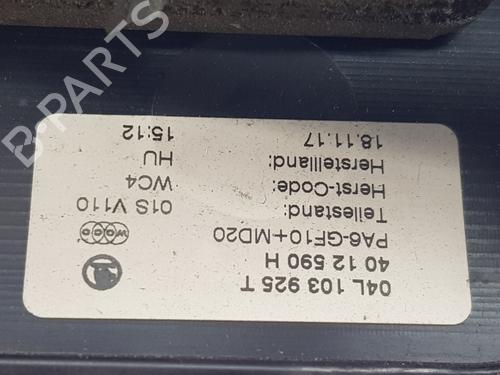 04L 103 925 T
40 12 590 H
PA6-GF10+MD20
Teilestand: 01S V110
Herst-Code: WC4
Herstellland: HU
18.11.17 15:12
B-PARTS